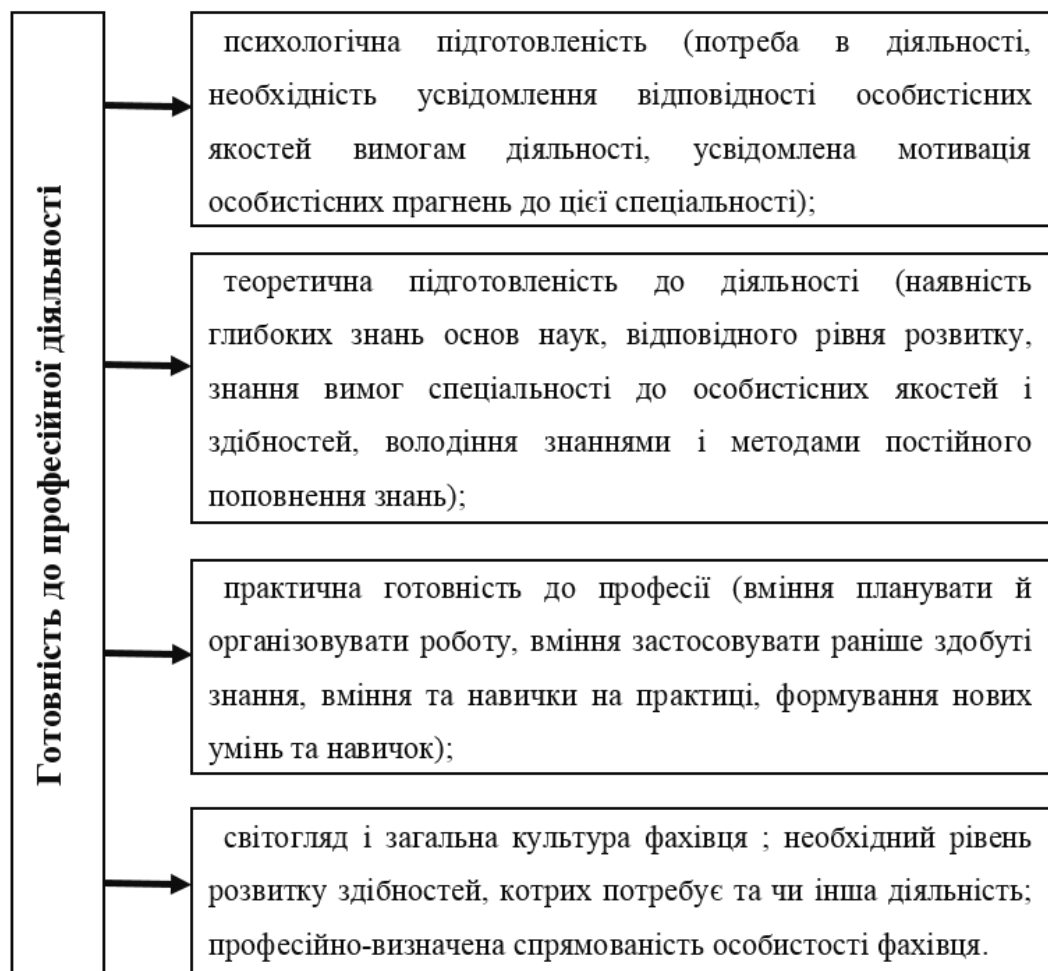 Готовність до професійної діяльності
психологічна підготовленість (потреба в діяльності,
необхідність усвідомлення відповідності особистісних
якостей вимогам діяльності, усвідомлена мотивація
особистісних прагнень до цієї спеціальності);
теоретична підготовленість до діяльності (наявність
глибоких знань основ наук, відповідного рівня розвитку,
знання вимог спеціальності до особистісних якостей і
здібностей, володіння знаннями і методами постійного
поповнення знань);
практична готовність до професії (вміння планувати й
організовувати роботу, вміння застосовувати раніше здобуті
знання, вміння та навички на практиці, формування нових
умінь та навичок);
світогляд і загальна культура фахівця ; необхідний рівень
розвитку здібностей, котрих потребує та чи інша діяльність;
професійно-визначена спрямованість особистості фахівця.